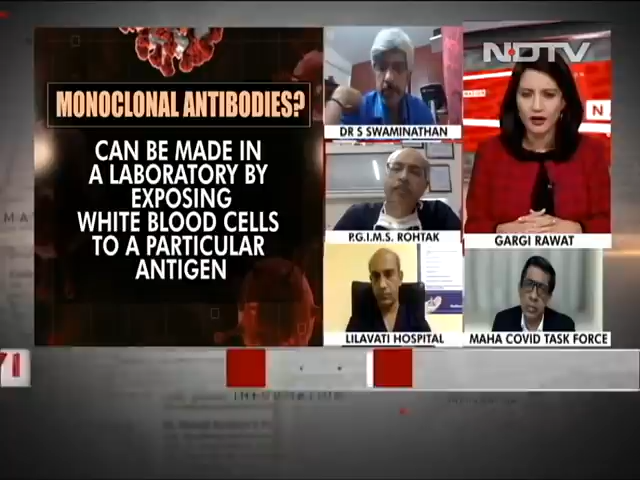 NDTV
MONOCLONAL ANTIBODIES?
CAN BE MADE IN
A LABORATORY BY
EXPOSING
WHITE BLOOD CELLS
TO A PARTICULAR
ANTIGEN
DR S SWAMINATHAN
P.G.I.M.S. ROHTAK
GARGI RAWAT
LILAVATI HOSPITAL
MAHA COVID TASK FORCE